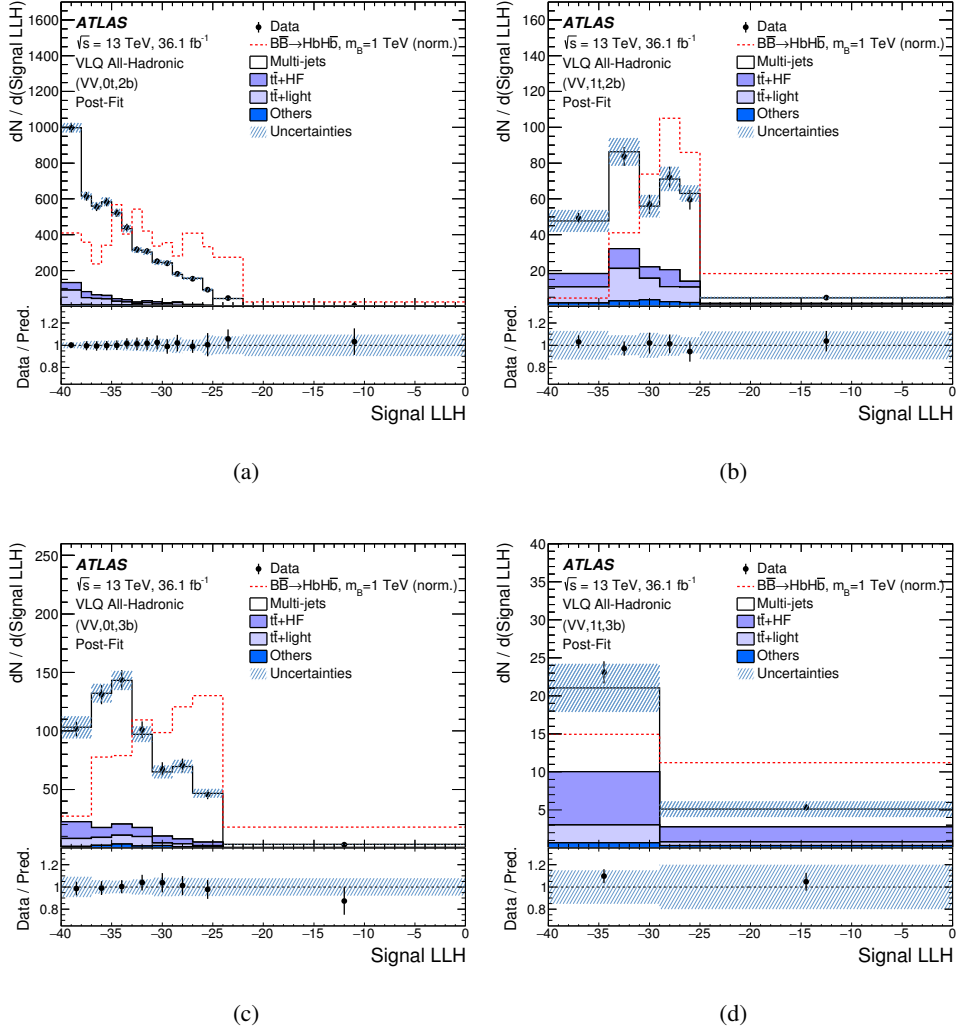 dN / d(Signal LLH)
1600
1400
1200
1000
800
600
400
200
ATLAS
√s = 13 TeV, 36.1 fb⁻¹
VLQ All-Hadronic
(VV,0t,2b)
Post-Fit
Data
BB̅→HbHb̅, m_B=1 TeV (norm.)
Multi-jets
tt̅+HF
tt̅+light
Others
Uncertainties
Data / Pred.
1.2
1
0.8
−40 −35 −30 −25 −20 −15 −10 −5 0
Signal LLH
(a)
dN / d(Signal LLH)
160
140
120
100
80
60
40
20
ATLAS
√s = 13 TeV, 36.1 fb⁻¹
VLQ All-Hadronic
(VV,1t,2b)
Post-Fit
Data
BB̅→HbHb̅, m_B=1 TeV (norm.)
Multi-jets
tt̅+HF
tt̅+light
Others
Uncertainties
Data / Pred.
1.2
1
0.8
−40 −35 −30 −25 −20 −15 −10 −5 0
Signal LLH
(b)
dN / d(Signal LLH)
250
200
150
100
50
ATLAS
√s = 13 TeV, 36.1 fb⁻¹
VLQ All-Hadronic
(VV,0t,3b)
Post-Fit
Data
BB̅→HbHb̅, m_B=1 TeV (norm.)
Multi-jets
tt̅+HF
tt̅+light
Others
Uncertainties
Data / Pred.
1.2
1
0.8
−40 −35 −30 −25 −20 −15 −10 −5 0
Signal LLH
(c)
dN / d(Signal LLH)
40
35
30
25
20
15
10
5
ATLAS
√s = 13 TeV, 36.1 fb⁻¹
VLQ All-Hadronic
(VV,1t,3b)
Post-Fit
Data
BB̅→HbHb̅, m_B=1 TeV (norm.)
Multi-jets
tt̅+HF
tt̅+light
Others
Uncertainties
Data / Pred.
1.2
1
0.8
−40 −35 −30 −25 −20 −15 −10 −5 0
Signal LLH
(d)